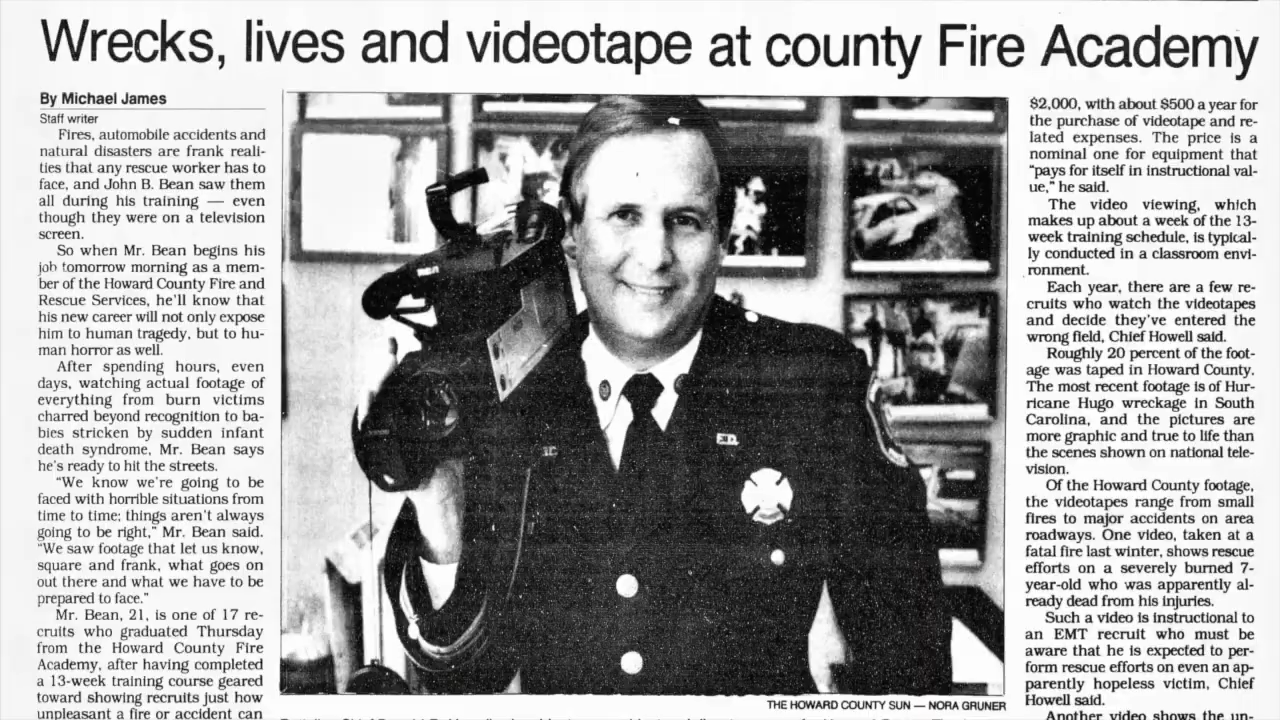 Wrecks, lives and videotape at county Fire Academy
By Michael James
Staff writer
Fires, automobile accidents and
natural disasters are frank reali-
ties that any rescue worker has to
face, and John B. Bean saw them
all during his training — even
though they were on a television
screen.
So when Mr. Bean begins his
job tomorrow morning as a mem-
ber of the Howard County Fire and
Rescue Services, he'll know that
his new career will not only expose
him to human tragedy, but to hu-
man horror as well.
After spending hours, even
days, watching actual footage of
everything from burn victims
charred beyond recognition to ba-
bies stricken by sudden infant
death syndrome, Mr. Bean says
he's ready to hit the streets.
"We know we're going to be
faced with horrible situations from
time to time; things aren't always
going to be right," Mr. Bean said.
"We saw footage that let us know,
square and frank, what goes on
out there and what we have to be
prepared to face."
Mr. Bean, 21, is one of 17 re-
cruits who graduated Thursday
from the Howard County Fire
Academy, after having completed
a 13-week training course geared
toward showing recruits just how
unpleasant a fire or accident can
RCA
THE HOWARD COUNTY SUN — NORA GRUNER
$2,000, with about $500 a year for
the purchase of videotape and re-
lated expenses. The price is a
nominal one for equipment that
"pays for itself in instructional val-
ue," he said.
The video viewing, which
makes up about a week of the 13-
week training schedule, is typical-
ly conducted in a classroom envi-
ronment.
Each year, there are a few re-
cruits who watch the videotapes
and decide they've entered the
wrong field, Chief Howell said.
Roughly 20 percent of the foot-
age was taped in Howard County.
The most recent footage is of Hur-
ricane Hugo wreckage in South
Carolina, and the pictures are
more graphic and true to life than
the scenes shown on national tele-
vision.
Of the Howard County footage,
the videotapes range from small
fires to major accidents on area
roadways. One video, taken at a
fatal fire last winter, shows rescue
efforts on a severely burned 7-
year-old who was apparently al-
ready dead from his injuries.
Such a video is instructional to
an EMT recruit who must be
aware that he is expected to per-
form rescue efforts on even an ap-
parently hopeless victim, Chief
Howell said.
Another video shows the un-